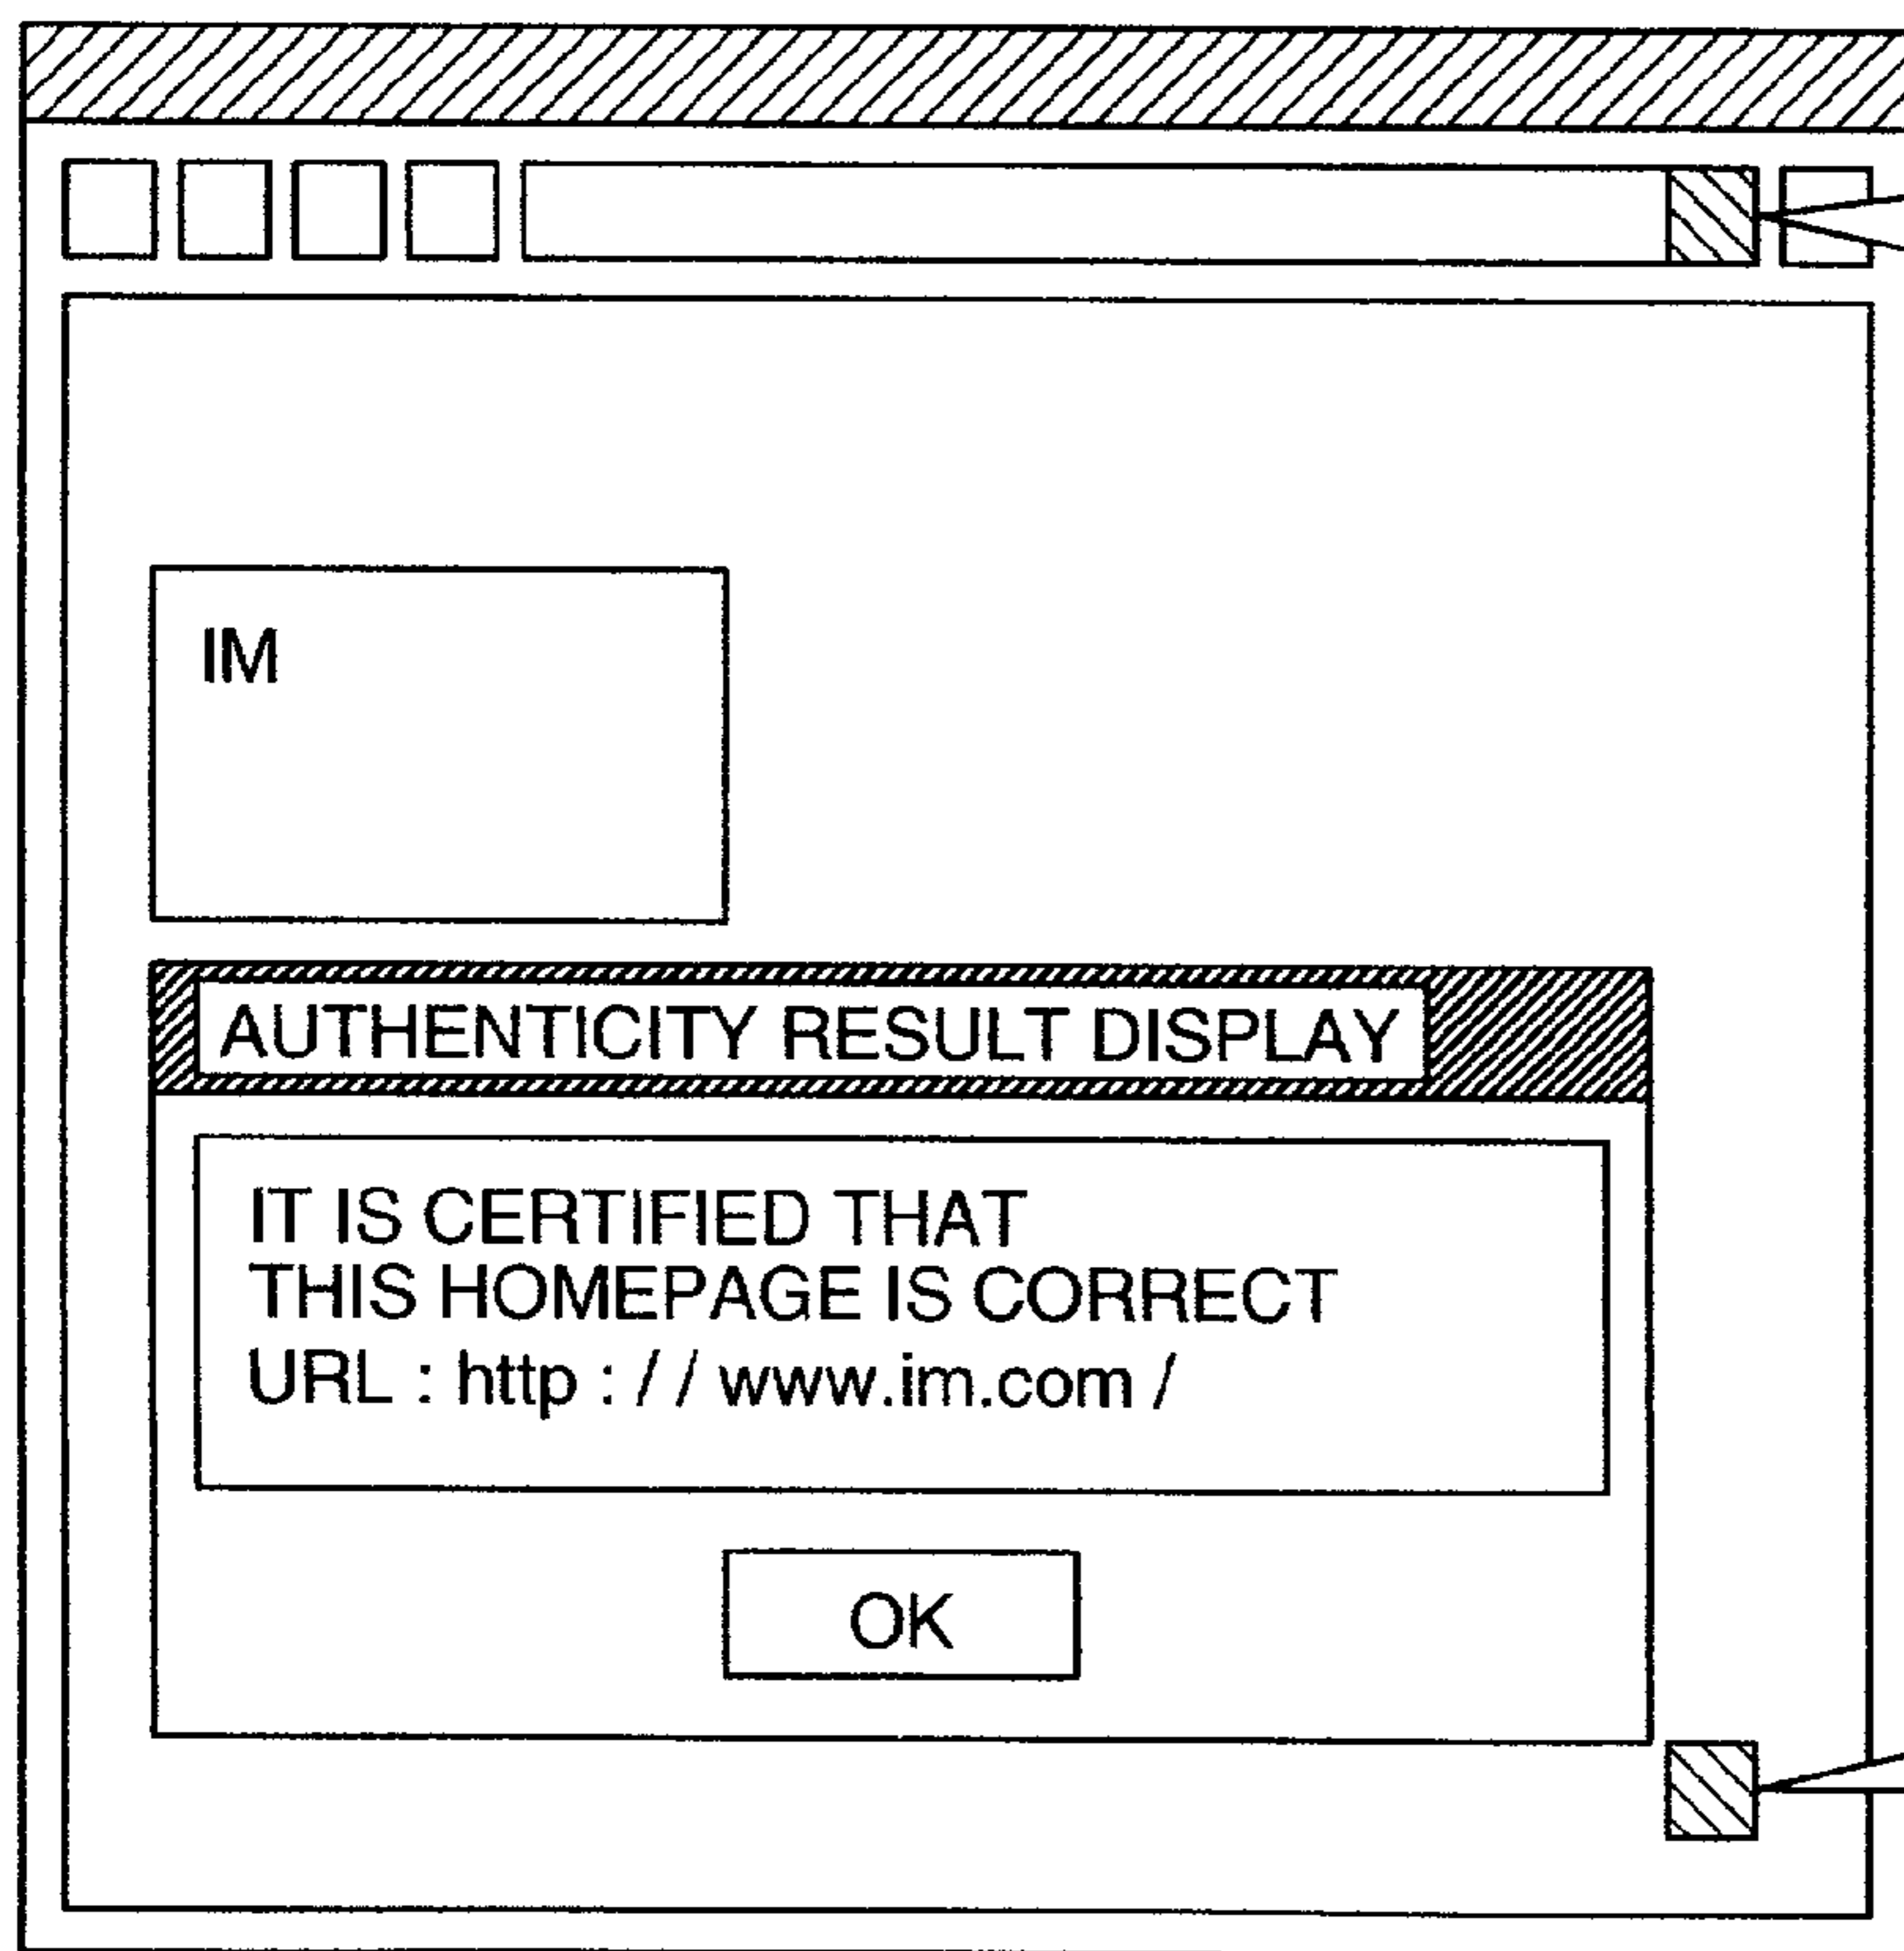 IM
AUTHENTICITY RESULT DISPLAY
IT IS CERTIFIED THAT
THIS HOMEPAGE IS CORRECT
URL : http : / / www.im.com /
OK